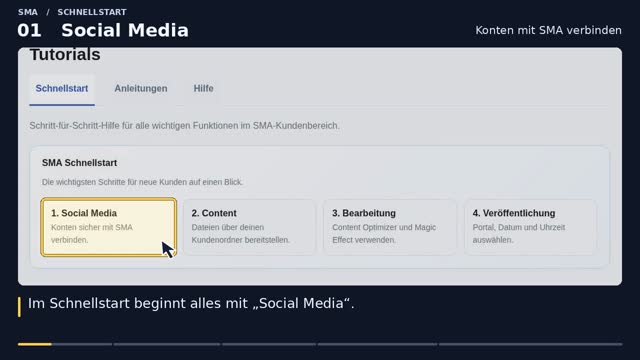 SMA / SCHNELLSTART
01 Social Media
Konten mit SMA verbinden
Tutorials
Schnellstart Anleitungen Hilfe
Schritt-für-Schritt-Hilfe für alle wichtigen Funktionen im SMA-Kundenbereich.
SMA Schnellstart
Die wichtigsten Schritte für neue Kunden auf einen Blick.
1. Social Media
Konten sicher mit SMA
verbinden.
2. Content
Dateien über deinen
Kundenordner bereitstellen.
3. Bearbeitung
Content Optimizer und Magic
Effect verwenden.
4. Veröffentlichung
Portal, Datum und Uhrzeit
auswählen.
Im Schnellstart beginnt alles mit „Social Media“.